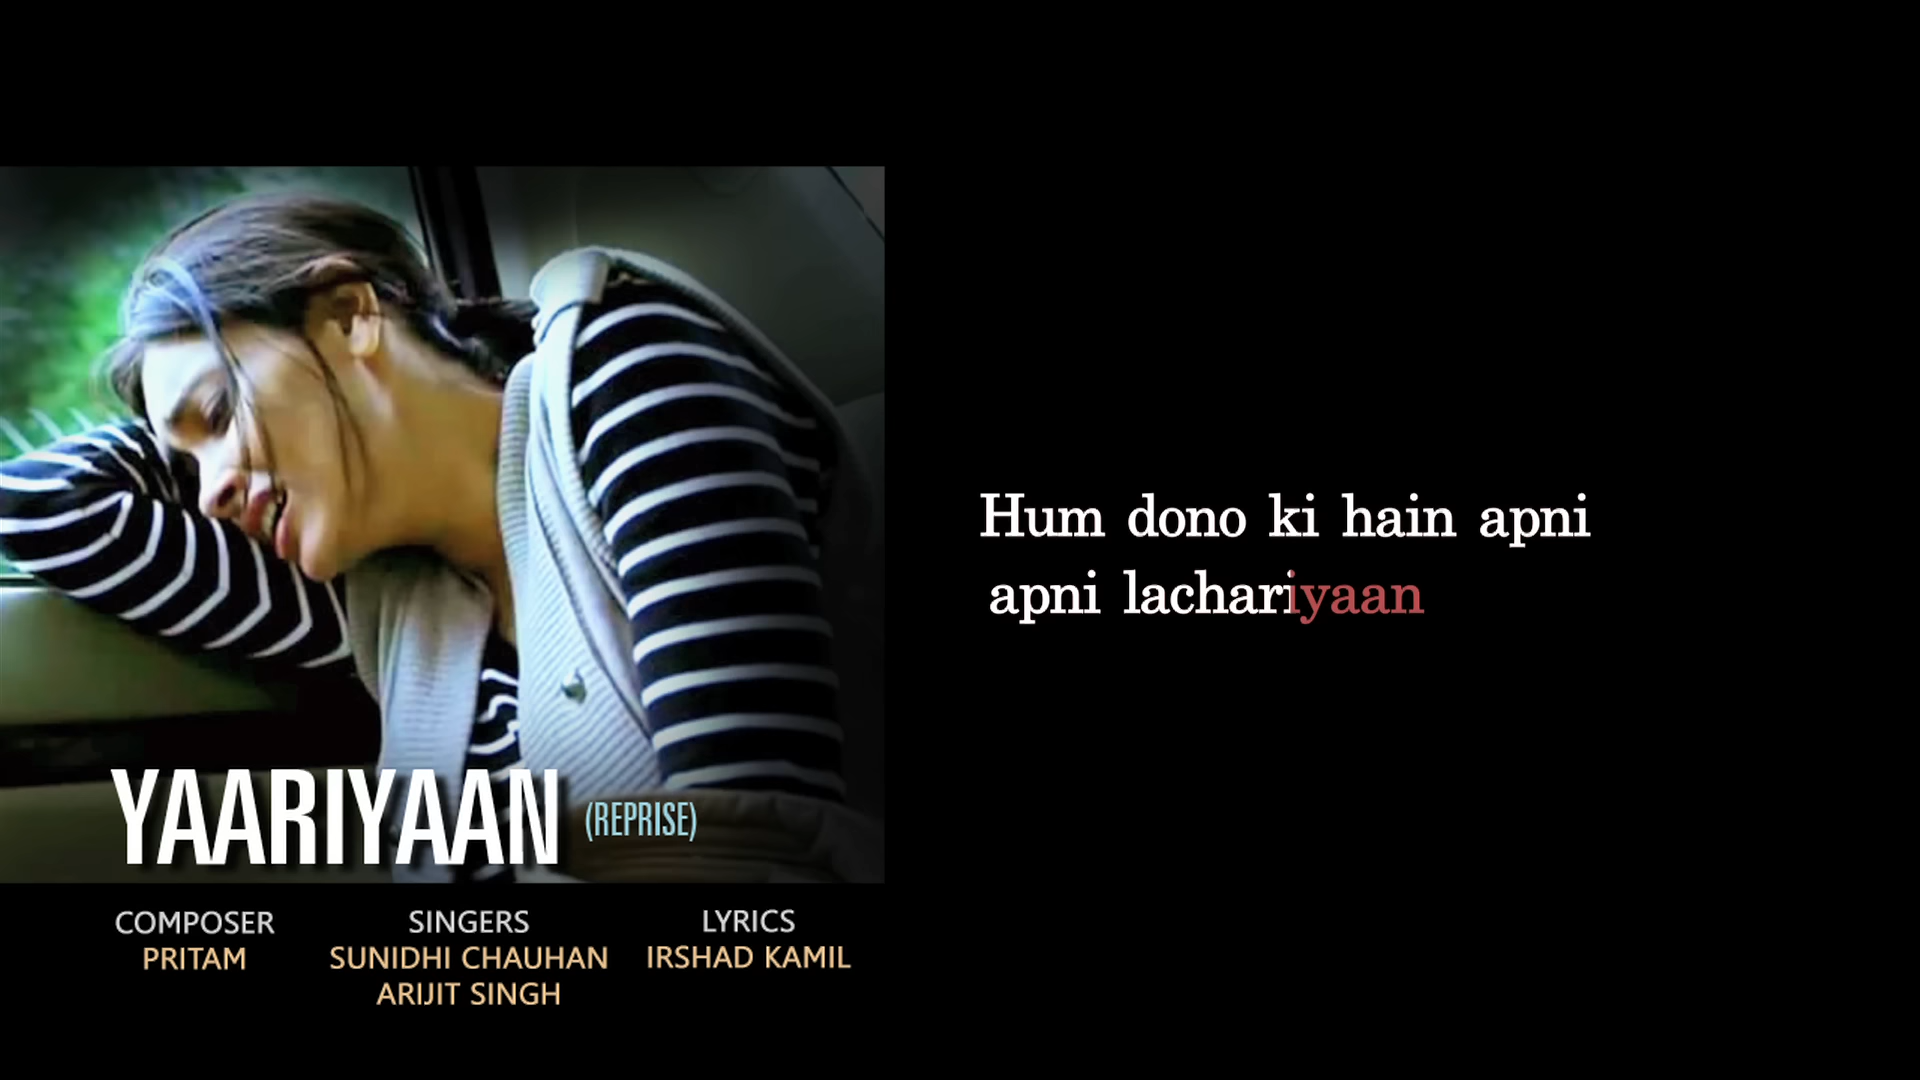 Hum dono ki hain apni
apni lachariyaan
YAARIYAAN (REPRISE)
COMPOSER
PRITAM
SINGERS
SUNIDHI CHAUHAN
ARIJIT SINGH
LYRICS
IRSHAD KAMIL